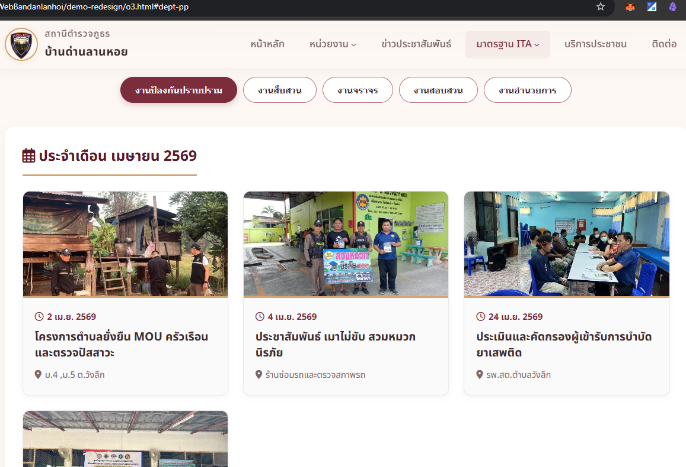 WebBandanlanhoi/demo-redesign/o3.html#dept-pp
สถานีตำรวจภูธร
บ้านด่านลานหอย
หน้าหลัก
หน่วยงาน
ข่าวประชาสัมพันธ์
มาตรฐาน ITA
บริการประชาชน
ติดต่อ
งานป้องกันปราบปราม
งานสืบสวน
งานจราจร
งานสอบสวน
งานอำนวยการ
ประจำเดือน เมษายน 2569
2 เม.ย. 2569
โครงการตำบลยั่งยืน MOU ครัวเรือน
และตรวจปัสสาวะ
ม.4 ,ม.5 ต.วังลึก
4 เม.ย. 2569
ประชาสัมพันธ์ เมาไม่ขับ สวมหมวก
นิรภัย
ร้านซ่อมรถและตรวจสภาพรถ
24 เม.ย. 2569
ประเมินและคัดกรองผู้เข้ารับการบำบัด
ยาเสพติด
รพ.สต.ตำบลวังลึก